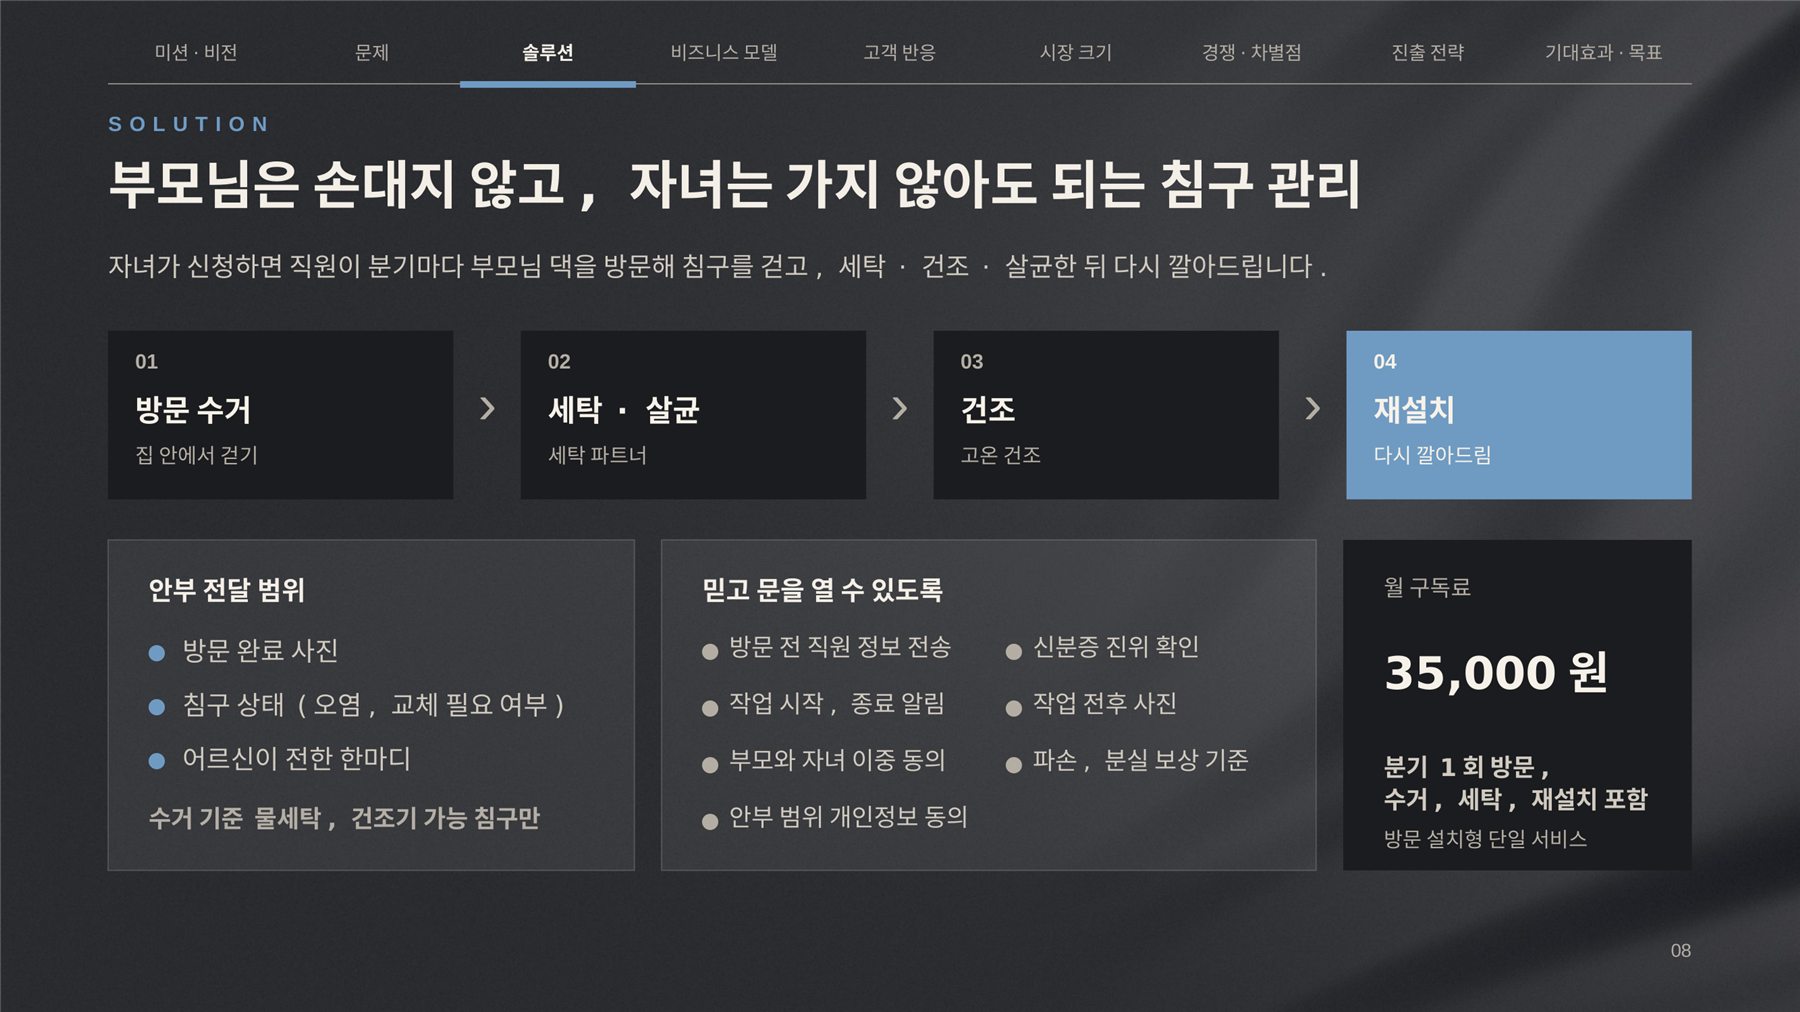 미션 · 비전
문제
솔루션
비즈니스 모델
고객 반응
시장 크기
경쟁 · 차별점
진출 전략
기대효과 · 목표
SOLUTION
부모님은 손대지 않고, 자녀는 가지 않아도 되는 침구 관리
자녀가 신청하면 직원이 분기마다 부모님 댁을 방문해 침구를 걷고, 세탁 · 건조 · 살균한 뒤 다시 깔아드립니다.
01
방문 수거
집 안에서 걷기
›
02
세탁 · 살균
세탁 파트너
›
03
건조
고온 건조
›
04
재설치
다시 깔아드림
안부 전달 범위
● 방문 완료 사진
● 침구 상태 (오염, 교체 필요 여부)
● 어르신이 전한 한마디
수거 기준 물세탁, 건조기 가능 침구만
믿고 문을 열 수 있도록
● 방문 전 직원 정보 전송
● 작업 시작, 종료 알림
● 부모와 자녀 이중 동의
● 안부 범위 개인정보 동의
● 신분증 진위 확인
● 작업 전후 사진
● 파손, 분실 보상 기준
월 구독료
35,000 원
분기 1회 방문,
수거, 세탁, 재설치 포함
방문 설치형 단일 서비스
08